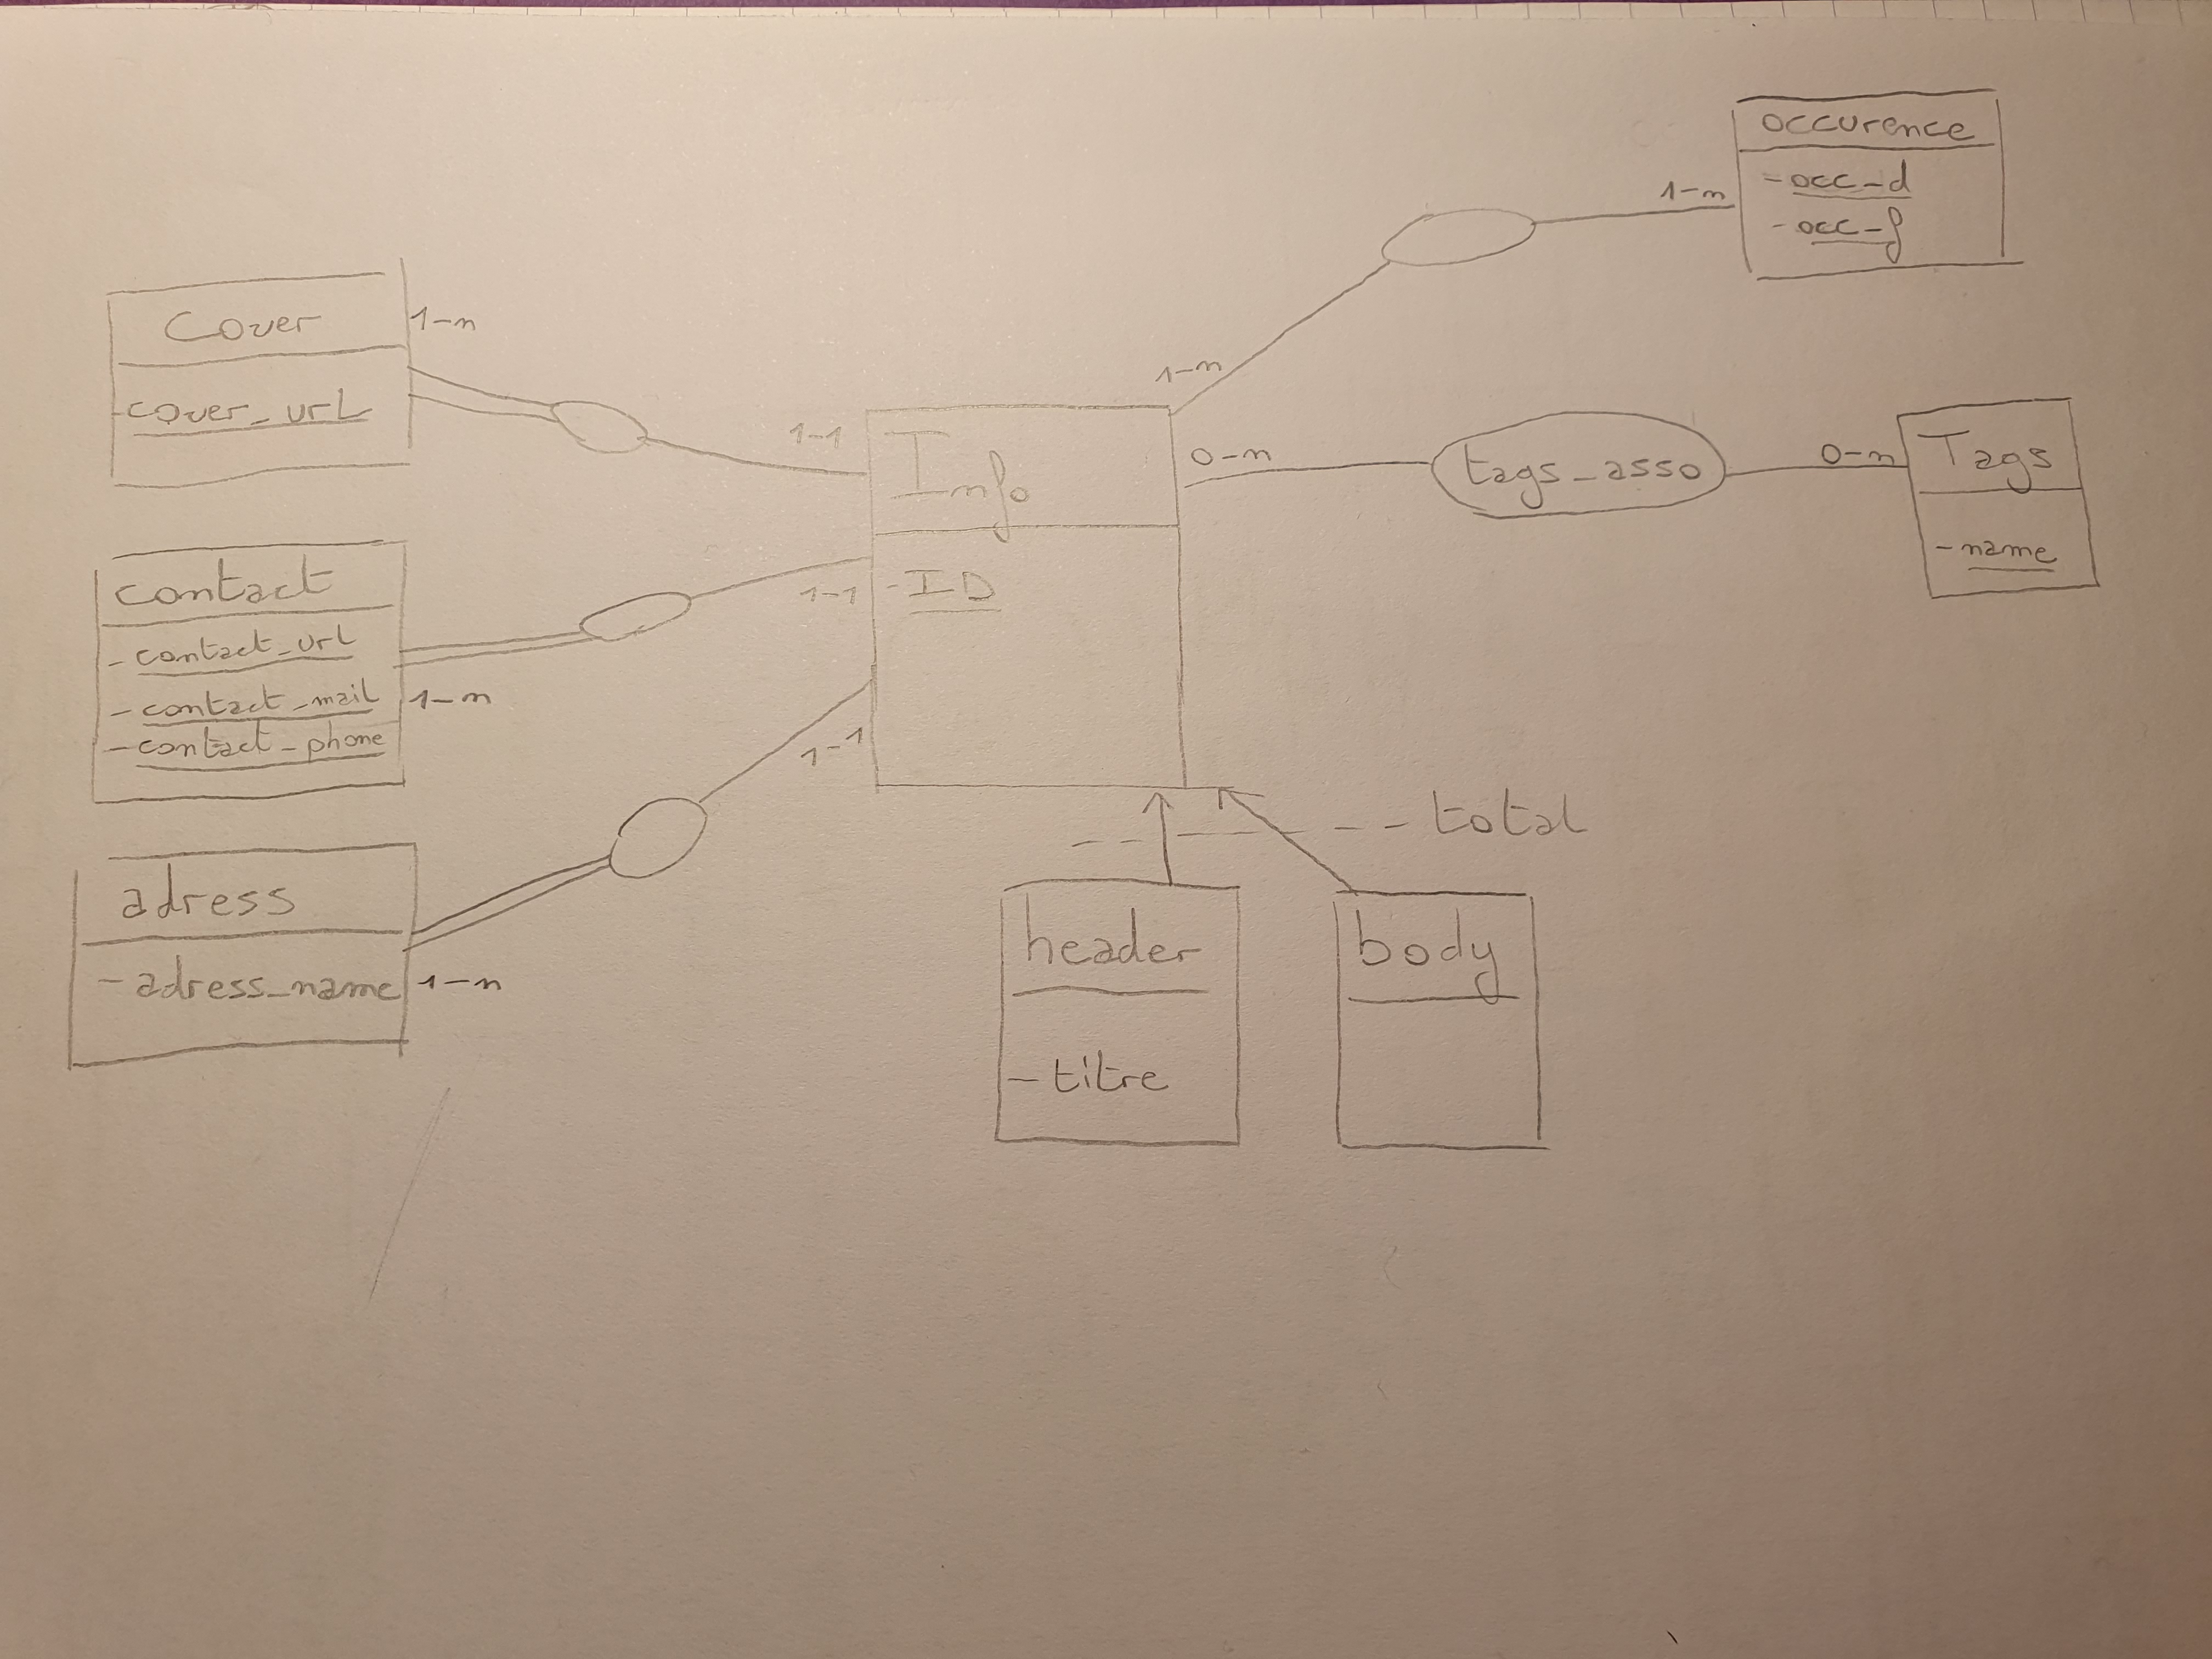 occurence
- occ_d
- occ_f
1-n
1-n
Cover
- cover_url
1-n
1-1
Info
- ID
0-n
tags_asso
0-n
Tags
- name
contact
- contact_url
- contact_mail
- contact_phone
1-n
1-1
adress
- adress_name
1-n
1-1
total
header
- titre
body